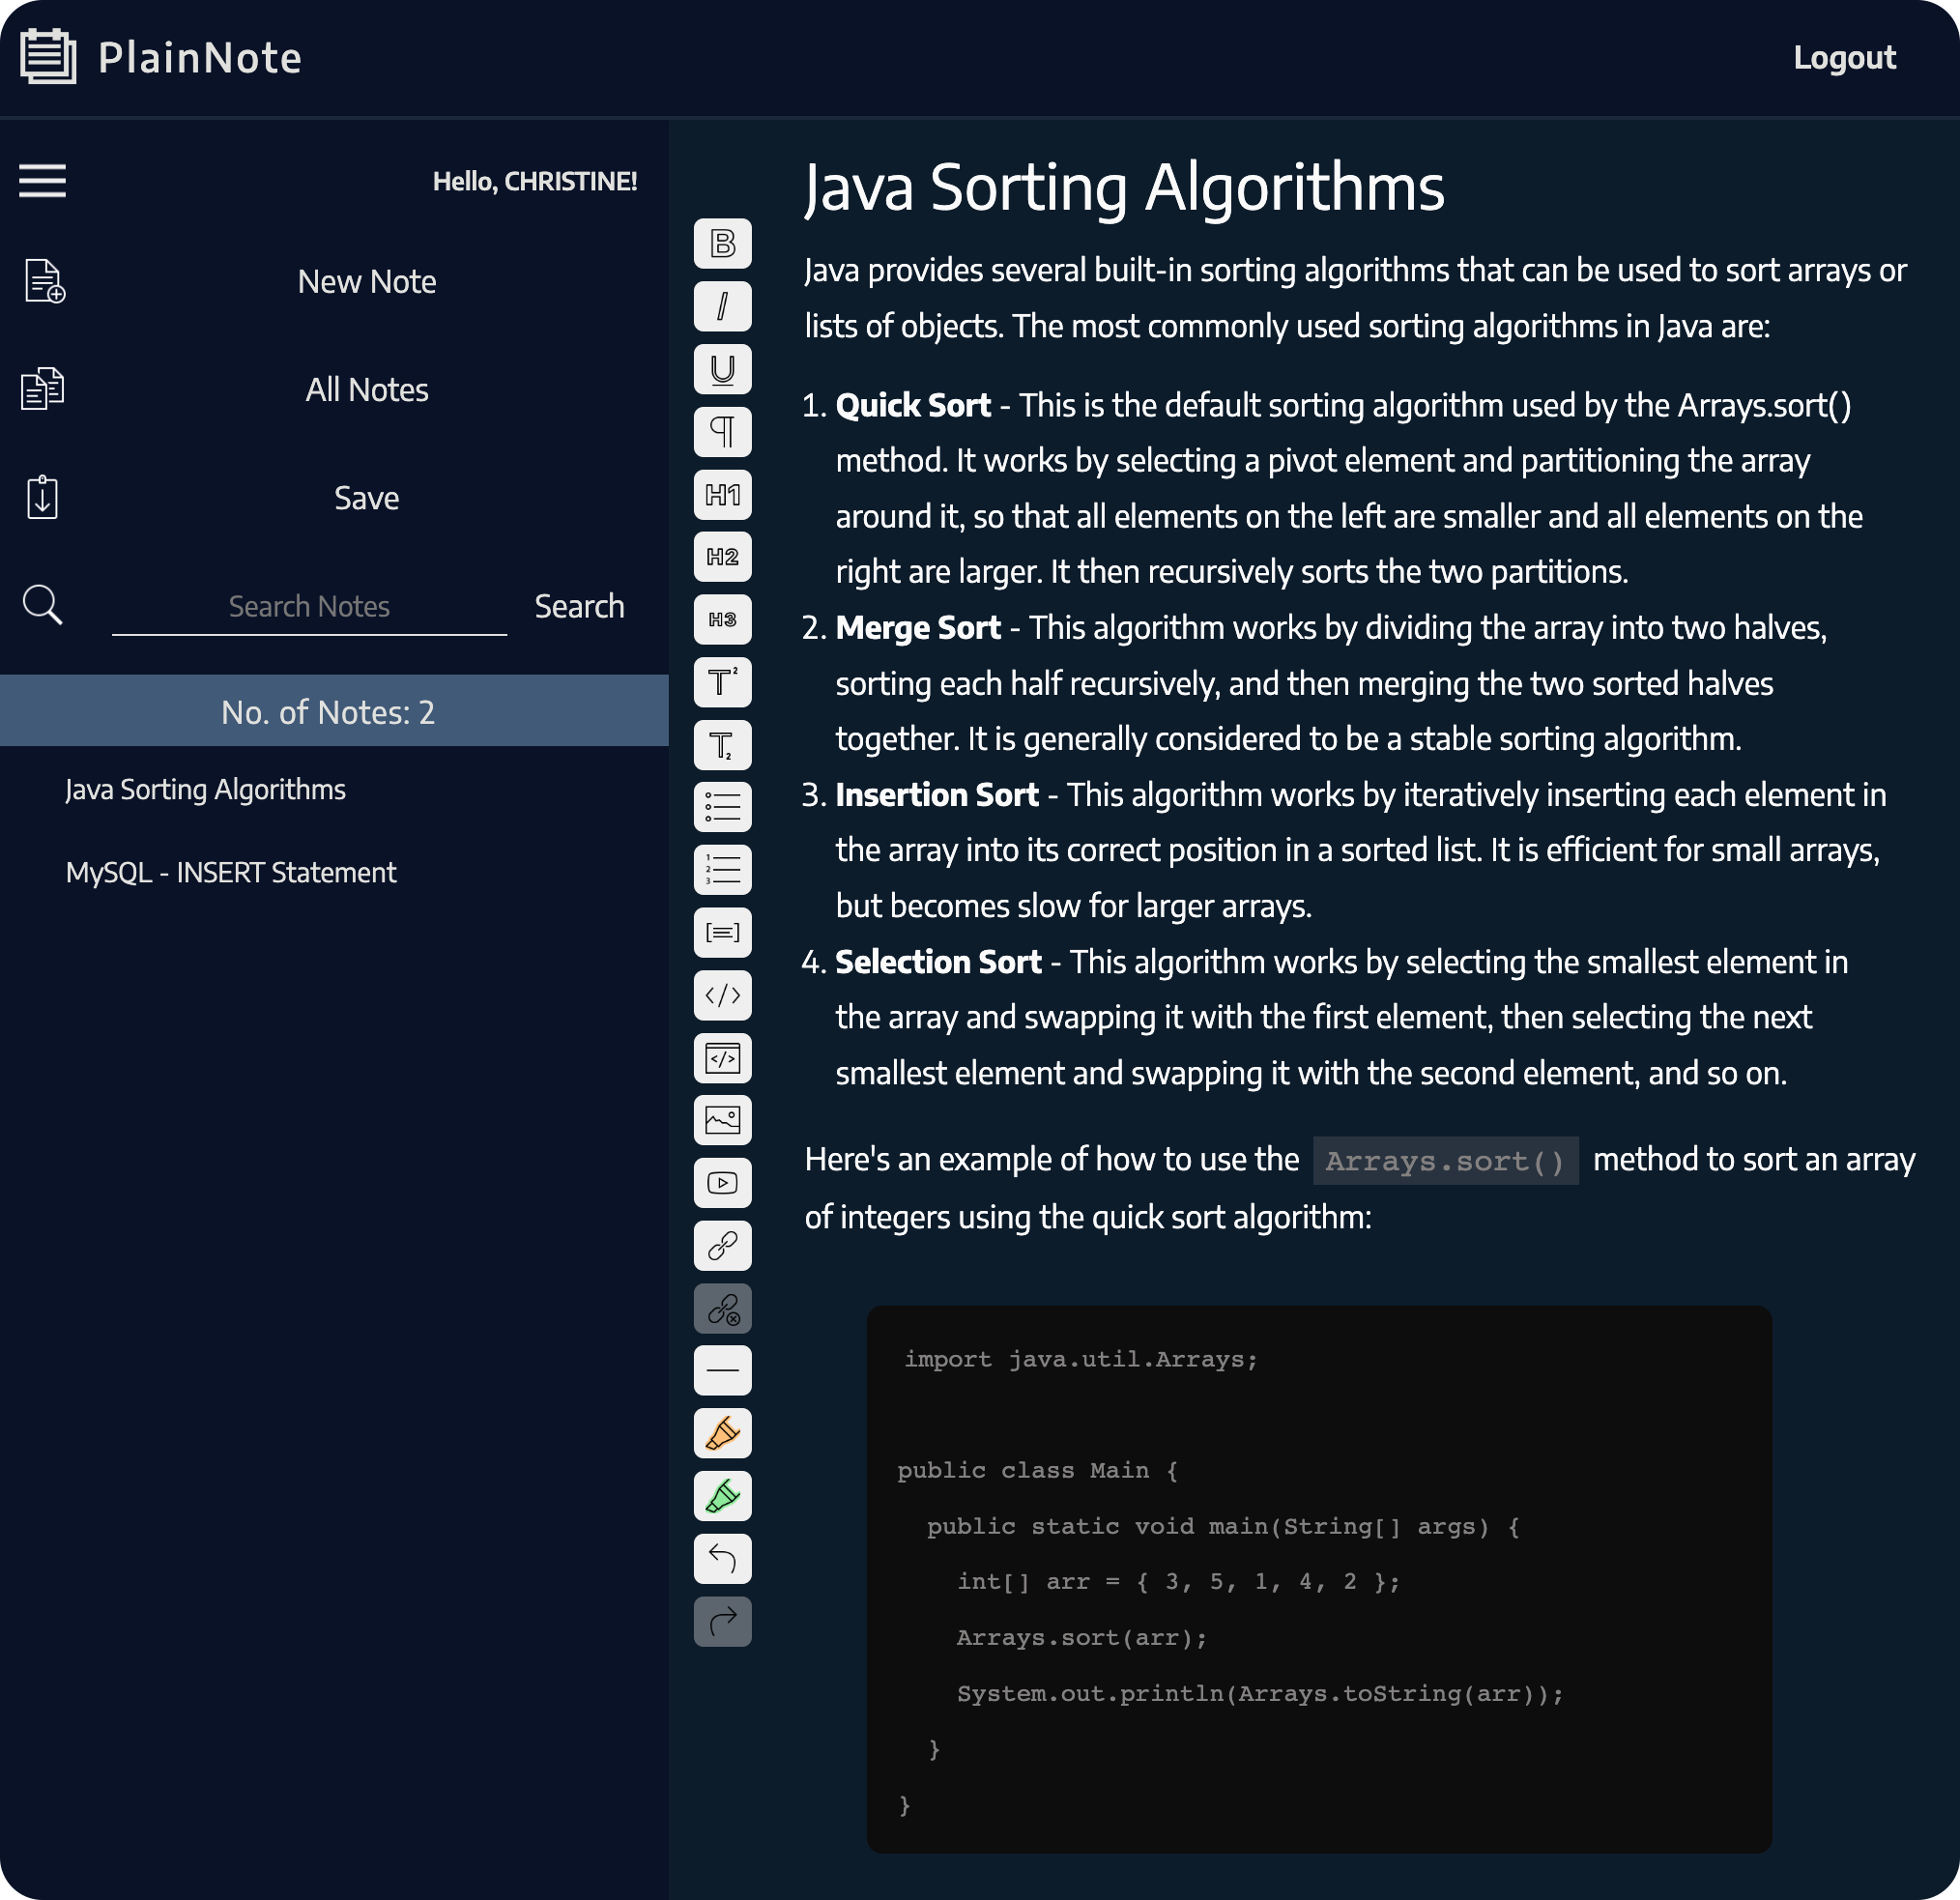 PlainNote
Logout
Hello, CHRISTINE!
New Note
All Notes
Save
Search Notes
Search
No. of Notes: 2
Java Sorting Algorithms
MySQL - INSERT Statement
B
I
U
¶
H1
H2
H3
T²
T₂
1
2
3
[=]
</>
</>
Java Sorting Algorithms
Java provides several built-in sorting algorithms that can be used to sort arrays or
lists of objects. The most commonly used sorting algorithms in Java are:
1. Quick Sort - This is the default sorting algorithm used by the Arrays.sort()
method. It works by selecting a pivot element and partitioning the array
around it, so that all elements on the left are smaller and all elements on the
right are larger. It then recursively sorts the two partitions.
2. Merge Sort - This algorithm works by dividing the array into two halves,
sorting each half recursively, and then merging the two sorted halves
together. It is generally considered to be a stable sorting algorithm.
3. Insertion Sort - This algorithm works by iteratively inserting each element in
the array into its correct position in a sorted list. It is efficient for small arrays,
but becomes slow for larger arrays.
4. Selection Sort - This algorithm works by selecting the smallest element in
the array and swapping it with the first element, then selecting the next
smallest element and swapping it with the second element, and so on.
Here's an example of how to use the Arrays.sort() method to sort an array
of integers using the quick sort algorithm:
import java.util.Arrays;
public class Main {
  public static void main(String[] args) {
    int[] arr = { 3, 5, 1, 4, 2 };
    Arrays.sort(arr);
    System.out.println(Arrays.toString(arr));
  }
}